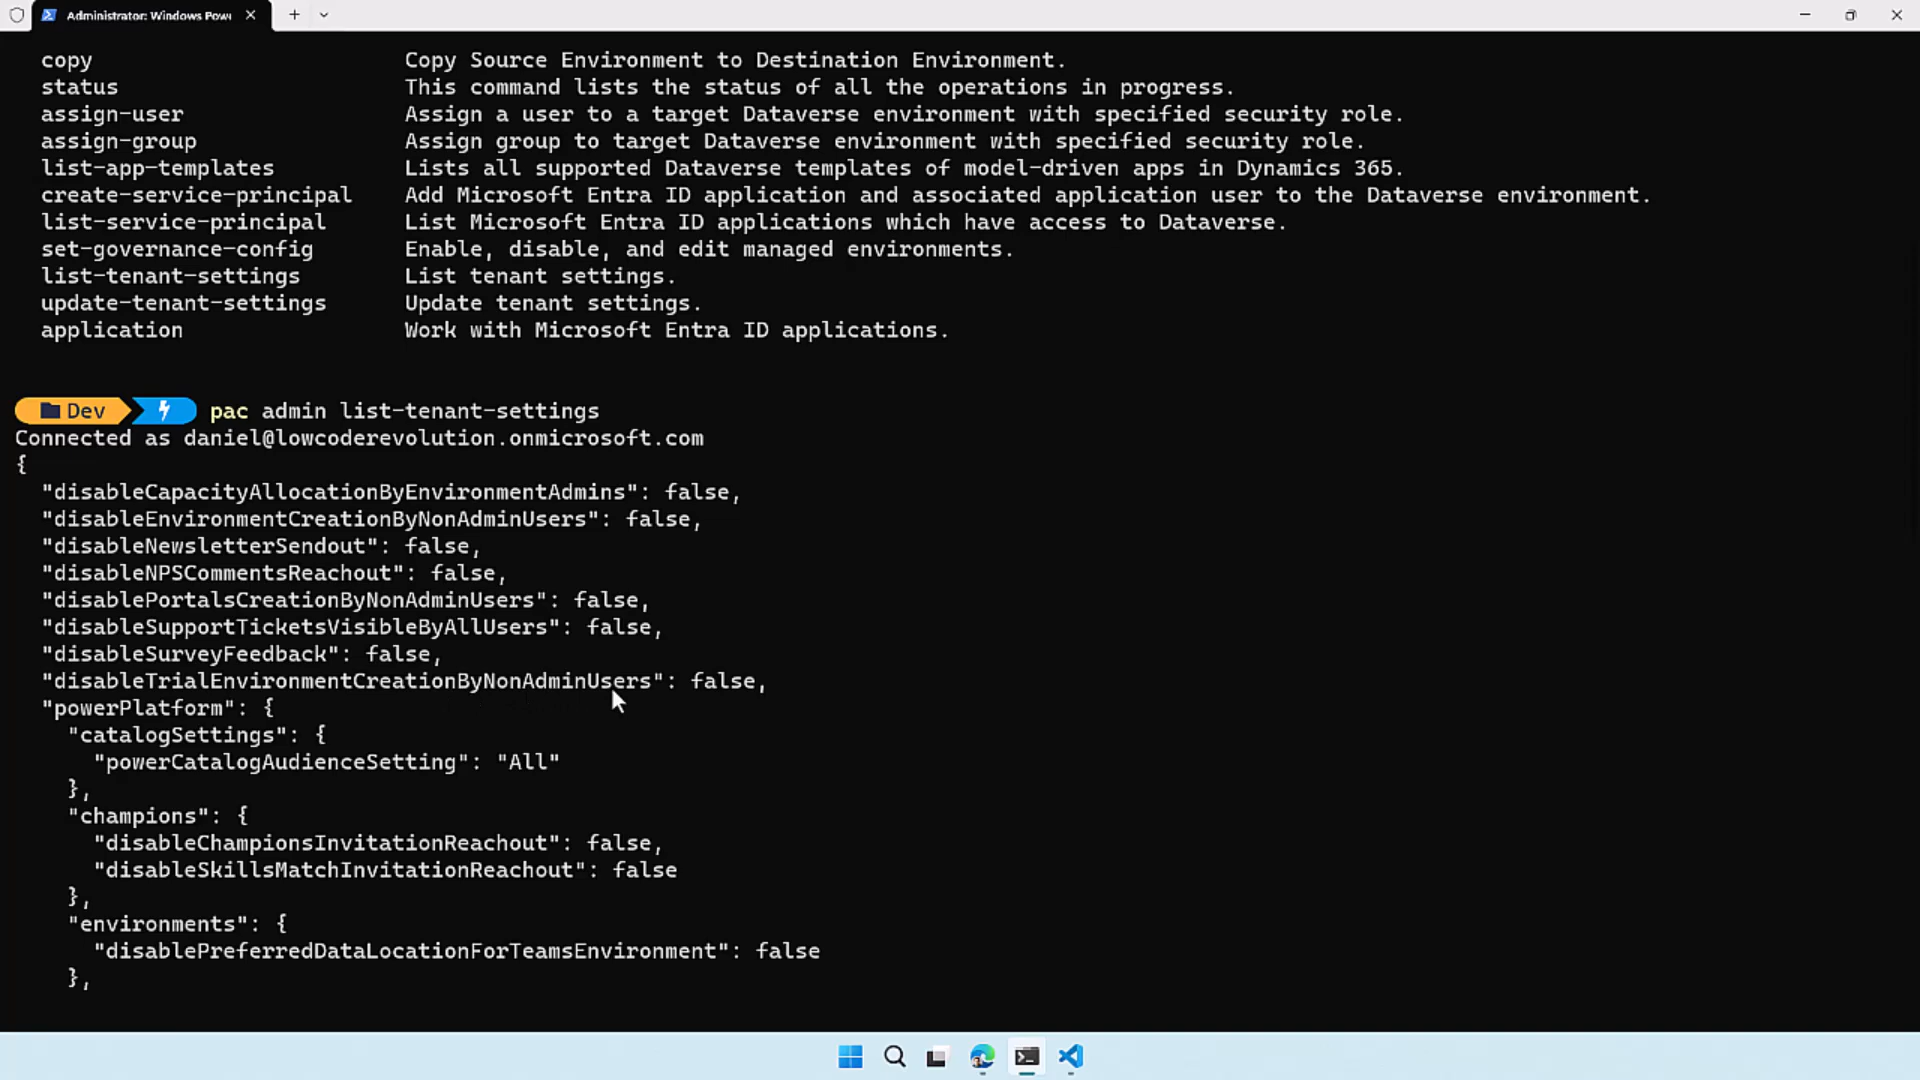 Administrator: Windows Pow
copy Copy Source Environment to Destination Environment.
status This command lists the status of all the operations in progress.
assign-user Assign a user to a target Dataverse environment with specified security role.
assign-group Assign group to target Dataverse environment with specified security role.
list-app-templates Lists all supported Dataverse templates of model-driven apps in Dynamics 365.
create-service-principal Add Microsoft Entra ID application and associated application user to the Dataverse environment.
list-service-principal List Microsoft Entra ID applications which have access to Dataverse.
set-governance-config Enable, disable, and edit managed environments.
list-tenant-settings List tenant settings.
update-tenant-settings Update tenant settings.
application Work with Microsoft Entra ID applications.
Dev pac admin list-tenant-settings
Connected as daniel@lowcoderevolution.onmicrosoft.com
{
"disableCapacityAllocationByEnvironmentAdmins": false,
"disableEnvironmentCreationByNonAdminUsers": false,
"disableNewsletterSendout": false,
"disableNPSCommentsReachout": false,
"disablePortalsCreationByNonAdminUsers": false,
"disableSupportTicketsVisibleByAllUsers": false,
"disableSurveyFeedback": false,
"disableTrialEnvironmentCreationByNonAdminUsers": false,
"powerPlatform": {
"catalogSettings": {
"powerCatalogAudienceSetting": "All"
},
"champions": {
"disableChampionsInvitationReachout": false,
"disableSkillsMatchInvitationReachout": false
},
"environments": {
"disablePreferredDataLocationForTeamsEnvironment": false
},